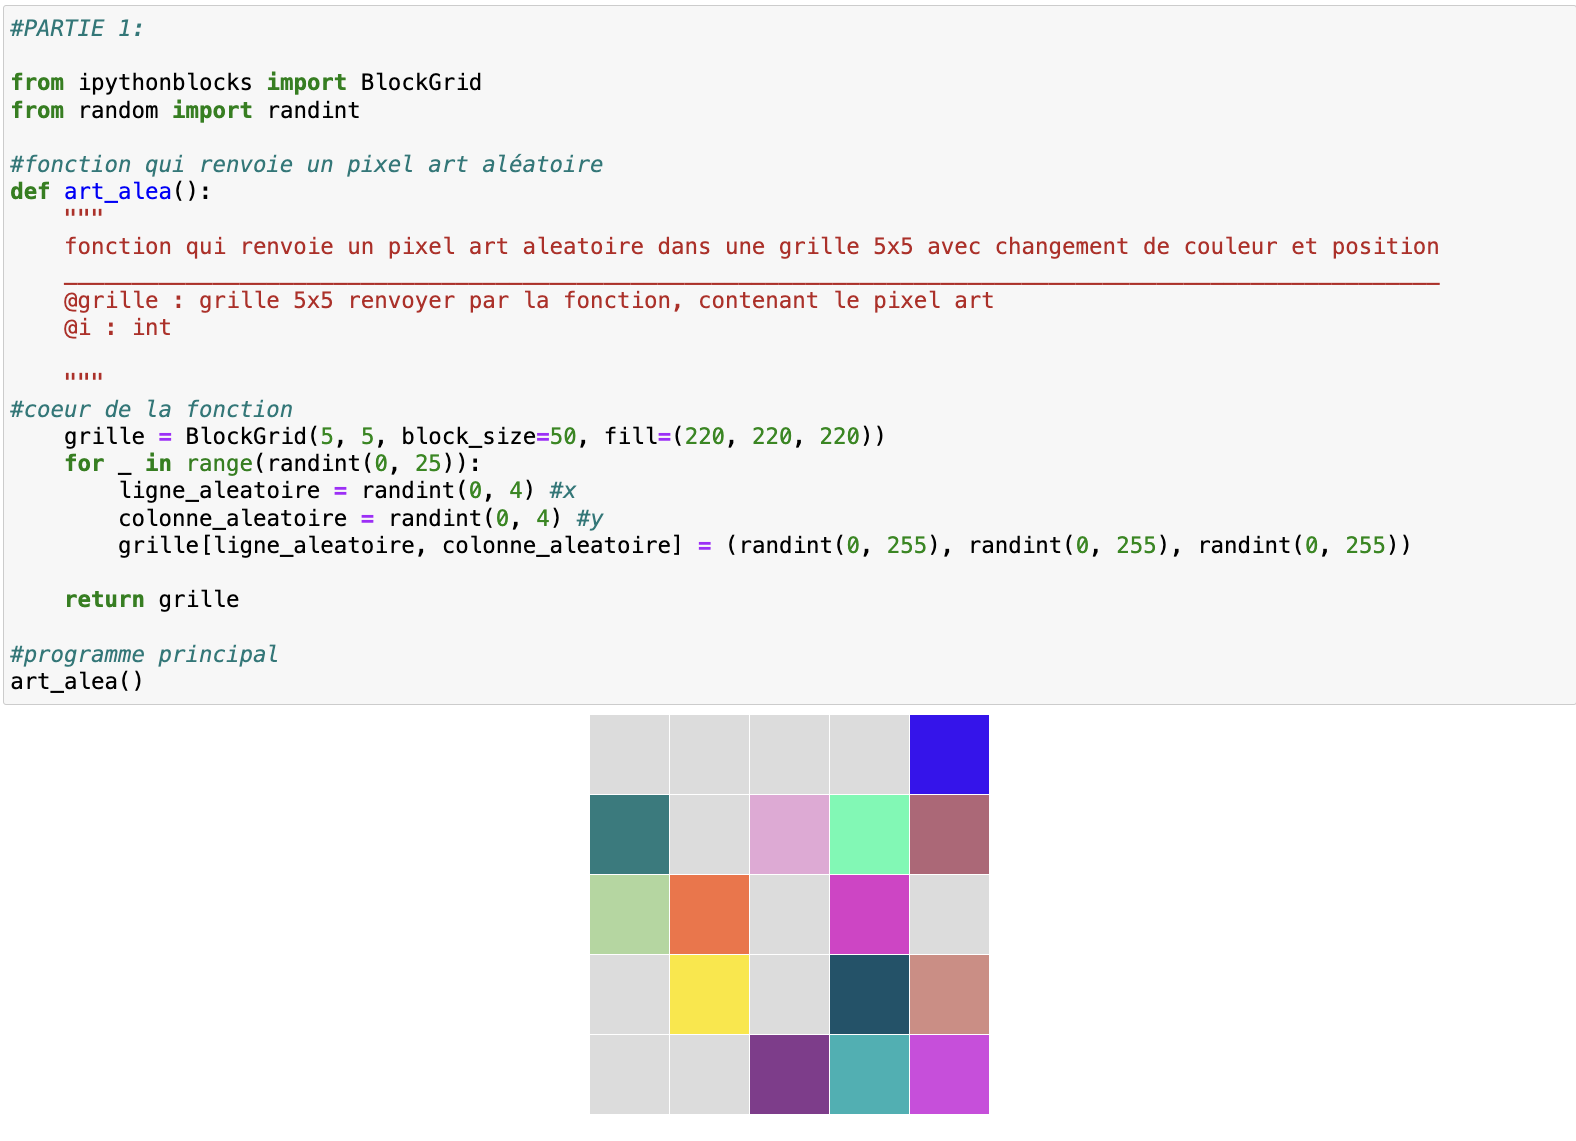 #PARTIE 1:
from ipythonblocks import BlockGrid
from random import randint
#fonction qui renvoie un pixel art aléatoire
def art_alea():
"""
fonction qui renvoie un pixel art aleatoire dans une grille 5x5 avec changement de couleur et position
@grille : grille 5x5 renvoyer par la fonction, contenant le pixel art
@i : int
"""
#coeur de la fonction
grille = BlockGrid(5, 5, block_size=50, fill=(220, 220, 220))
for _ in range(randint(0, 25)):
ligne_aleatoire = randint(0, 4) #x
colonne_aleatoire = randint(0, 4) #y
grille[ligne_aleatoire, colonne_aleatoire] = (randint(0, 255), randint(0, 255), randint(0, 255))
return grille
#programme principal
art_alea()